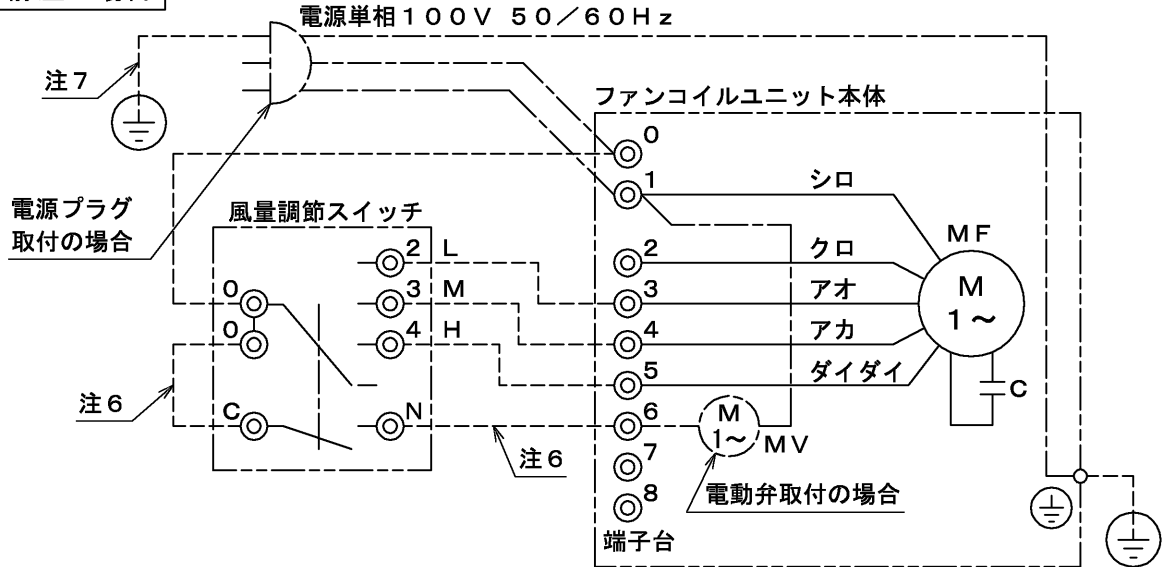 電源単相100V 50/60Hz
注7
ファンコイルユニット本体
0
1
シロ
電源プラグ
取付の場合
風量調節スイッチ
MF
2 L
2
クロ
M
1~
0
3 M
3
アオ
0
4 H
4
アカ
5
ダイダイ
C
注6
C
N
6
M
1~
MV
注6
7
電動弁取付の場合
8
端子台